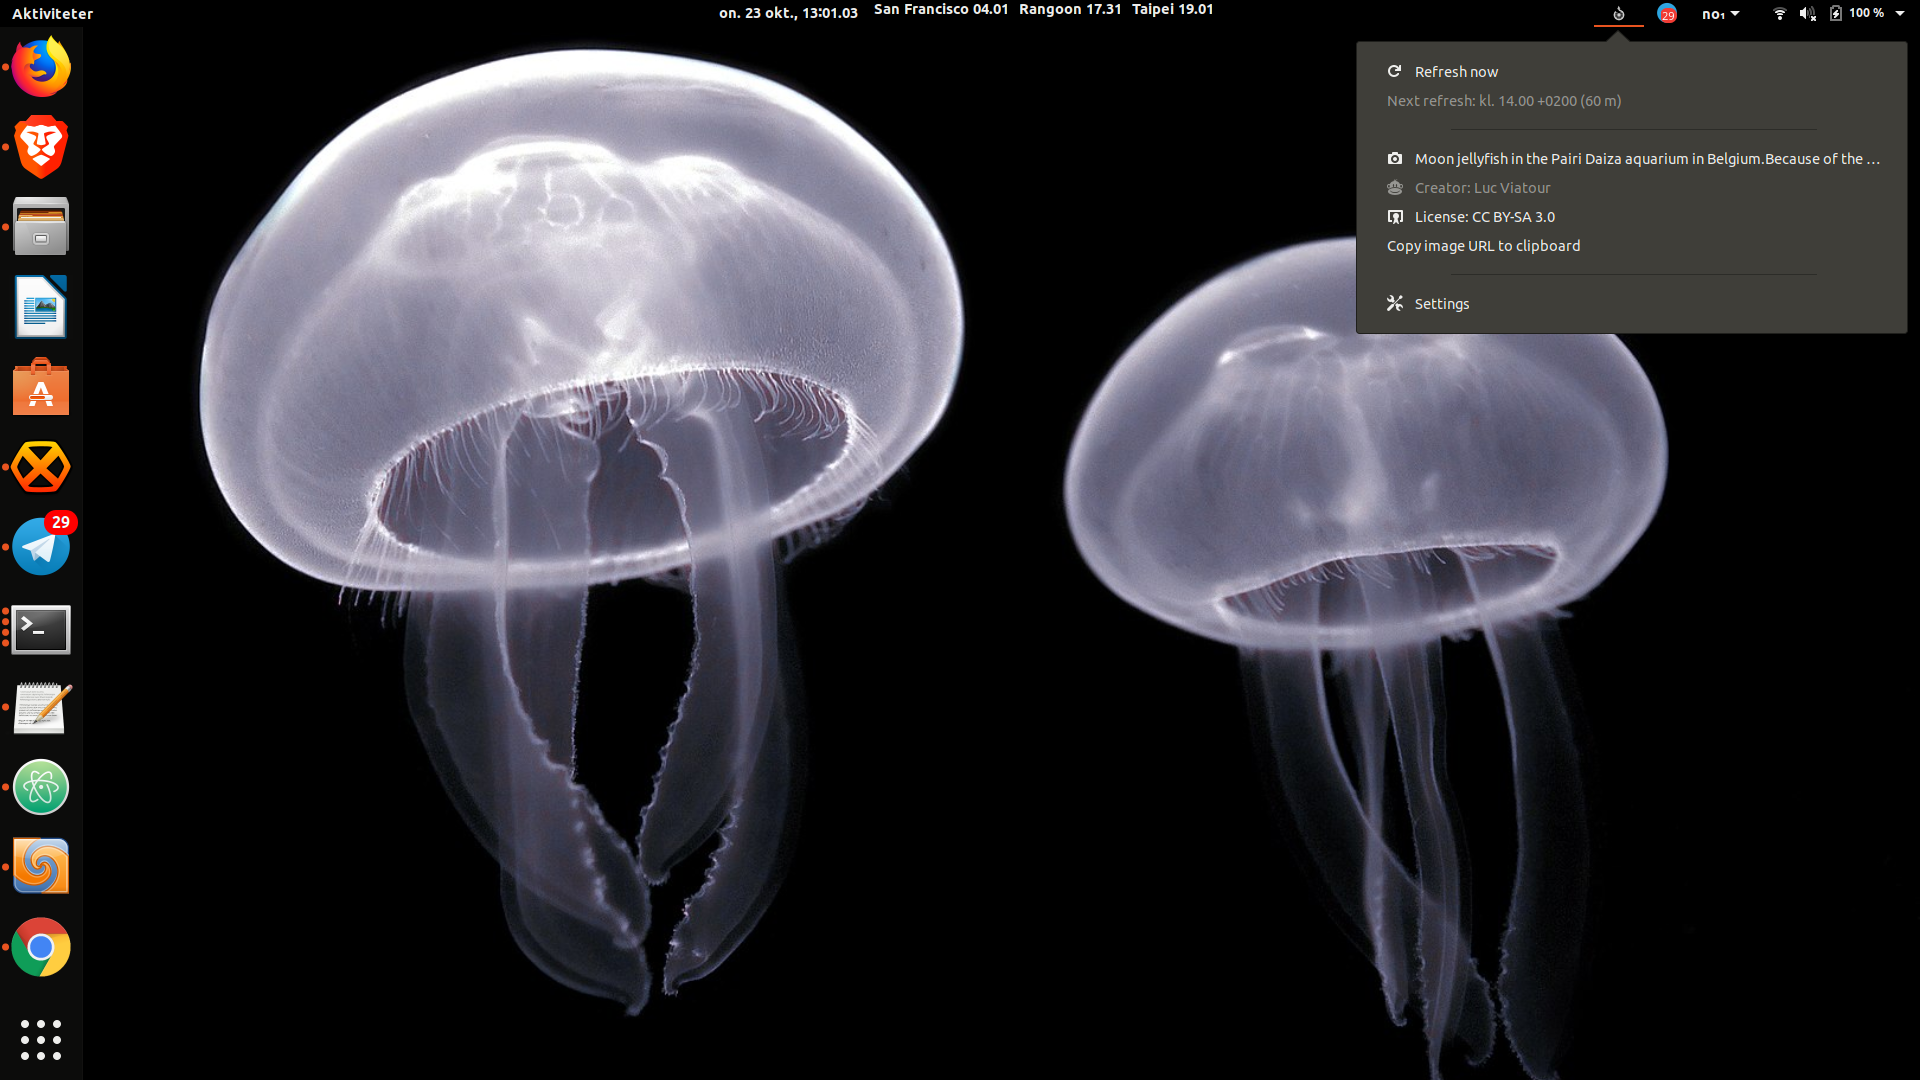 Aktiviteter
on. 23 okt., 13:01.03
San Francisco 04.01 Rangoon 17.31 Taipei 19.01
29
no₁
100 %
Refresh now
Next refresh: kl. 14.00 +0200 (60 m)
Moon jellyfish in the Pairi Daiza aquarium in Belgium.Because of the …
Creator: Luc Viatour
License: CC BY-SA 3.0
Copy image URL to clipboard
Settings
29